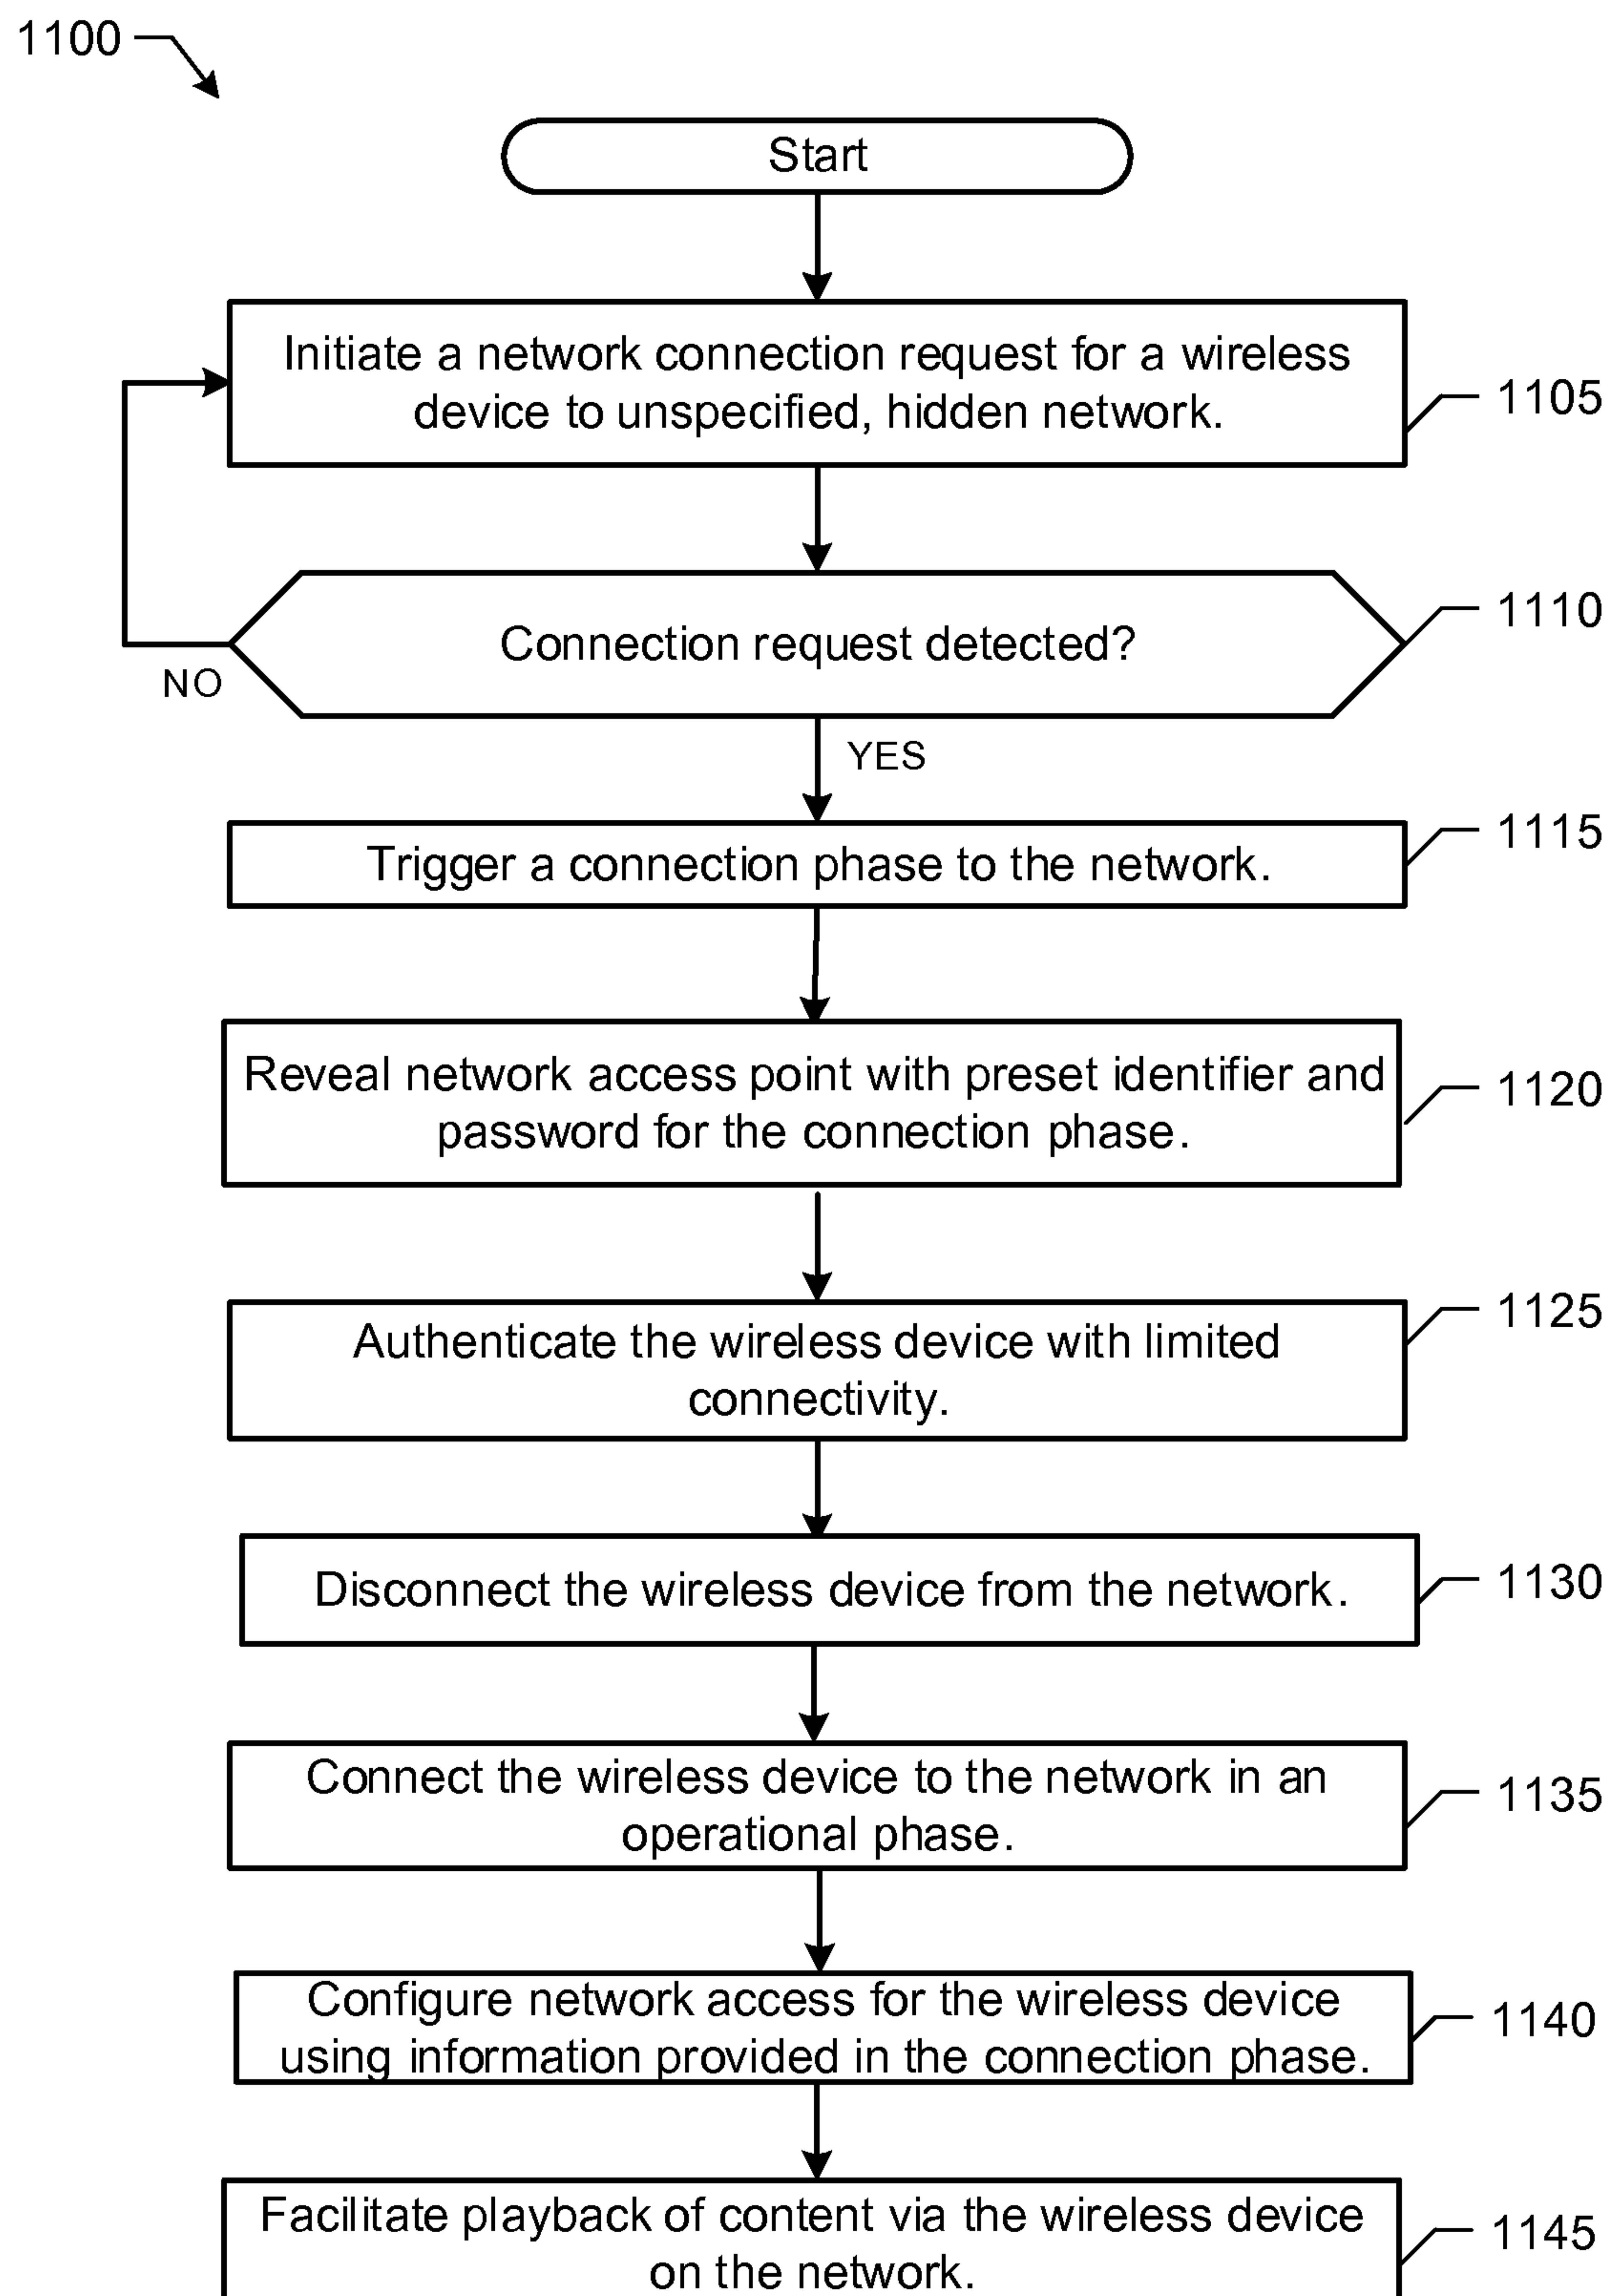 1100
Start
Initiate a network connection request for a wireless
device to unspecified, hidden network.
1105
Connection request detected?
1110
NO
YES
Trigger a connection phase to the network.
1115
Reveal network access point with preset identifier and
password for the connection phase.
1120
Authenticate the wireless device with limited
connectivity.
1125
Disconnect the wireless device from the network.
1130
Connect the wireless device to the network in an
operational phase.
1135
Configure network access for the wireless device
using information provided in the connection phase.
1140
Facilitate playback of content via the wireless device
on the network.
1145